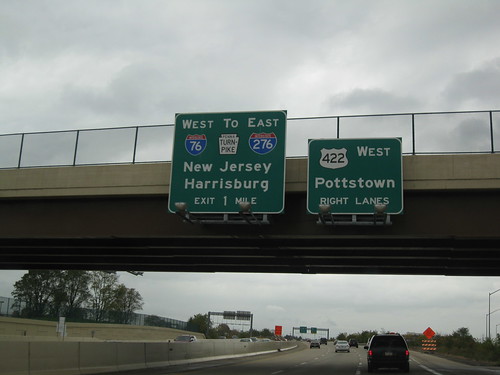 WEST TO EAST
76
TURN-
PIKE
276
NEW JERSEY
HARRISBURG
EXIT 1 MILE
422 WEST
POTTSTOWN
RIGHT LANES